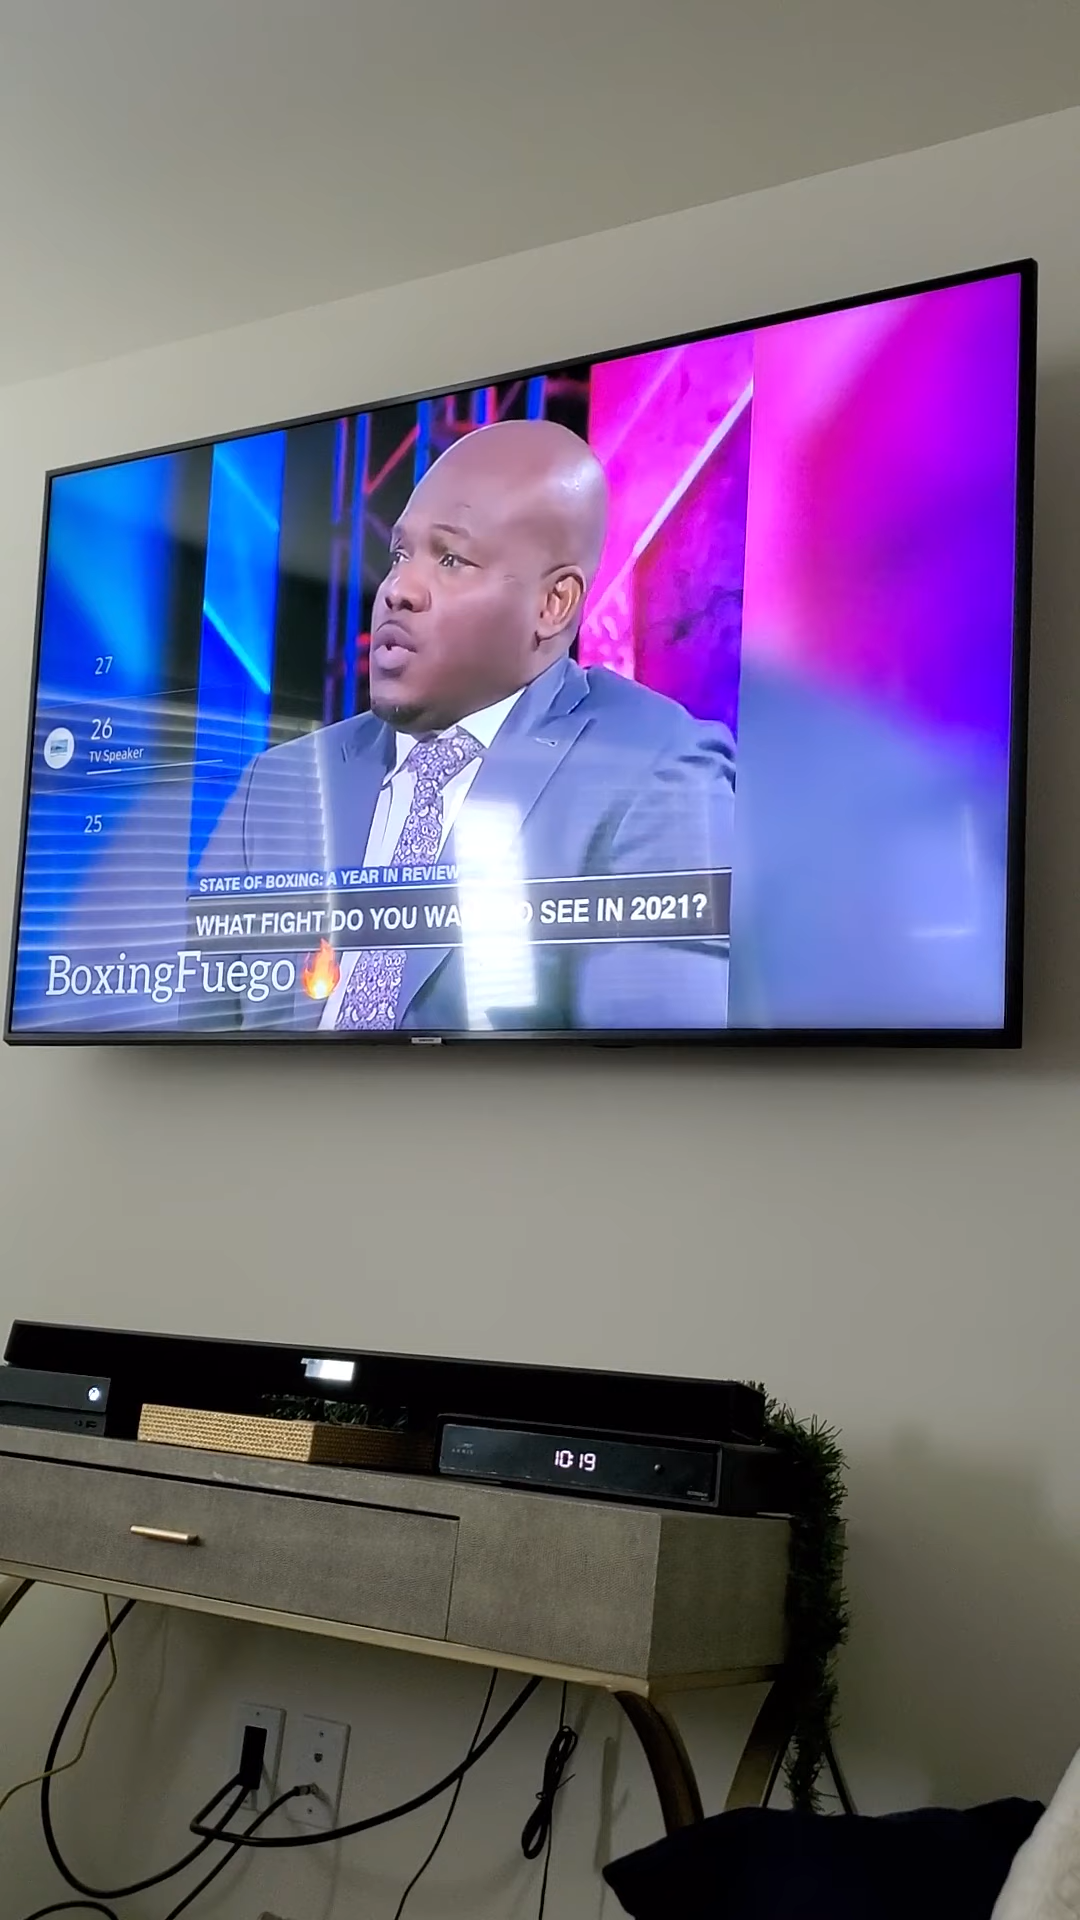 27
26
TV Speaker
25
STATE OF BOXING: A YEAR IN REVIEW
WHAT FIGHT DO YOU WA O SEE IN 2021?
BoxingFuego🔥
10:19